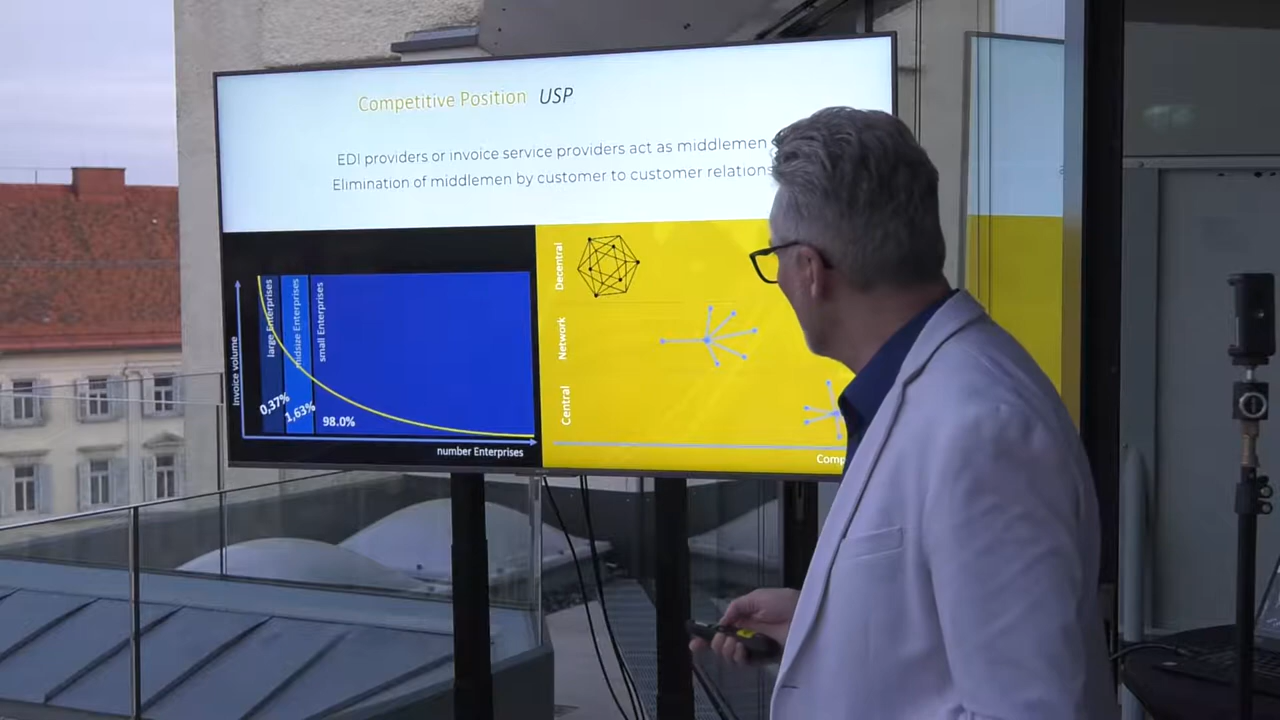 Competitive Position USP
EDI providers or invoice service providers act as middlemen
Elimination of middlemen by customer to customer relations
Invoice volume
large Enterprises
midsize Enterprises
small Enterprises
0,37%
1,63%
98.0%
number Enterprises
Decentral
Network
Central
Comp